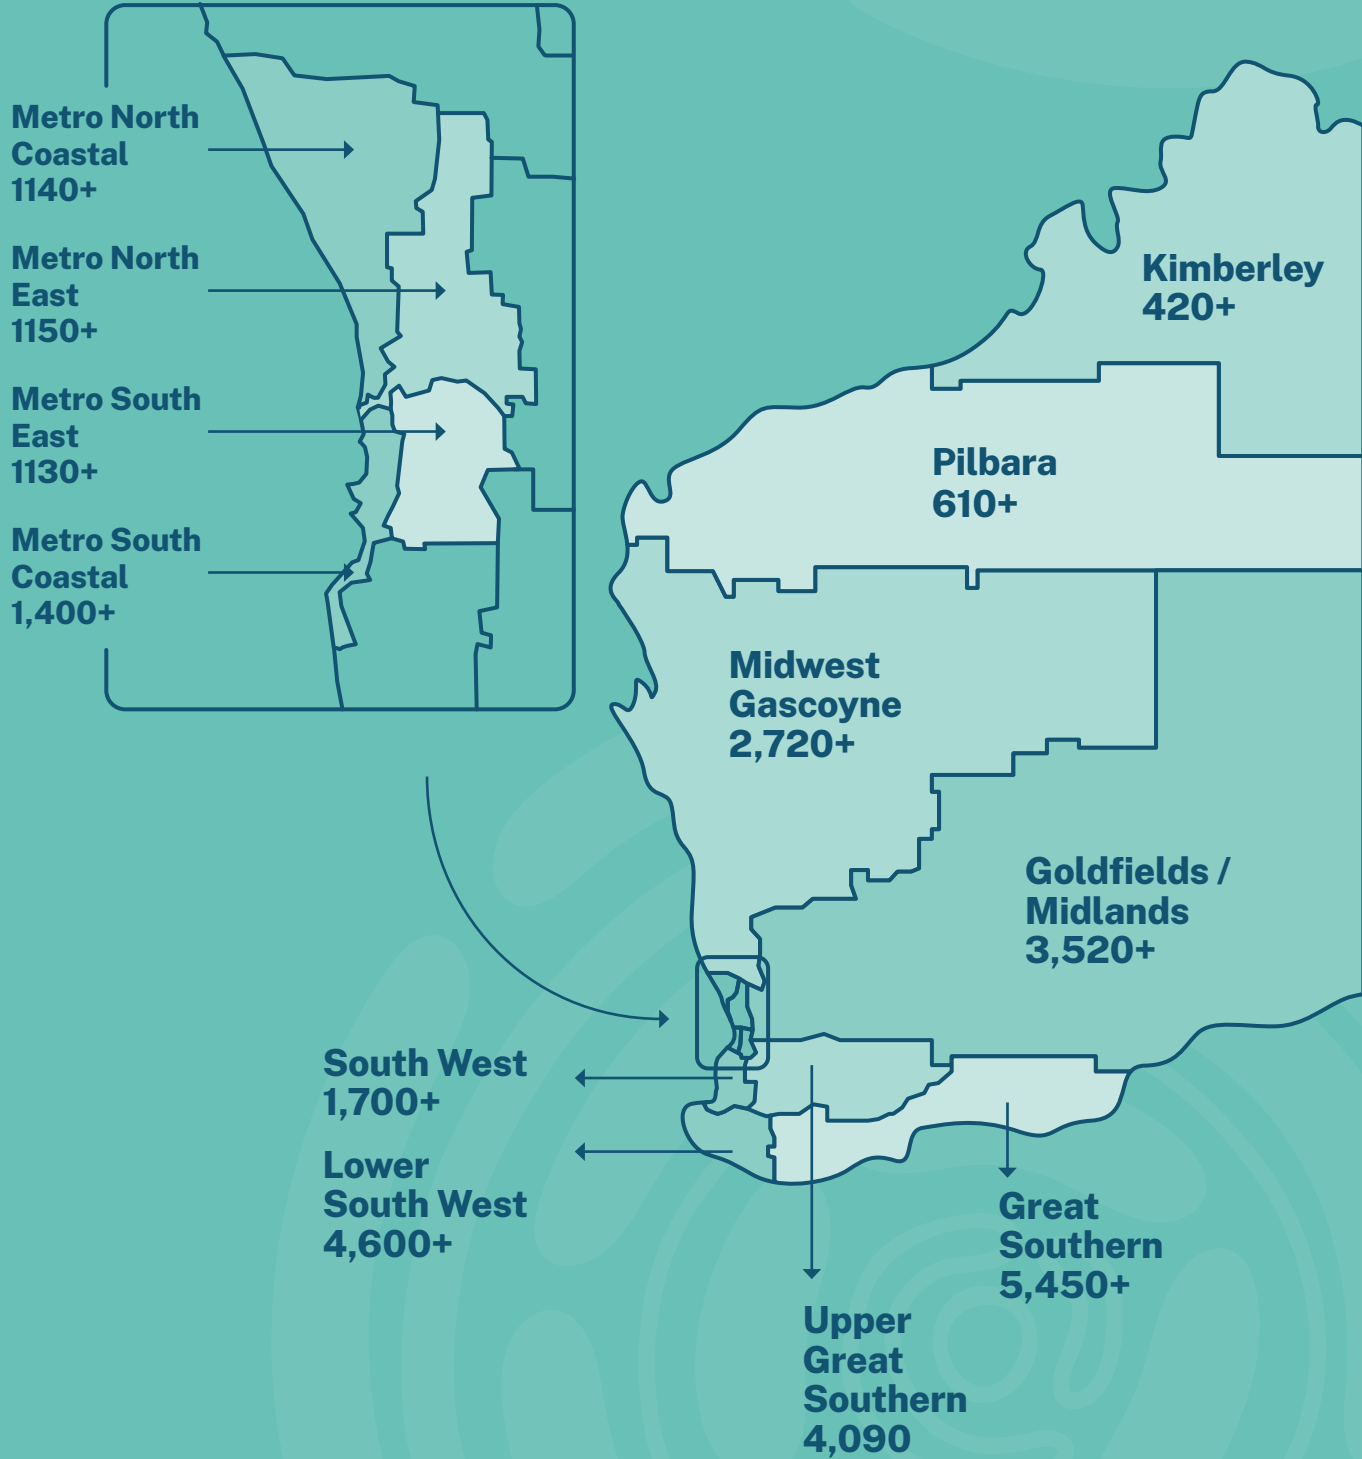 Metro North
Coastal
1140+
Metro North
East
1150+
Metro South
East
1130+
Metro South
Coastal
1,400+
Kimberley
420+
Pilbara
610+
Midwest
Gascoyne
2,720+
Goldfields /
Midlands
3,520+
South West
1,700+
Lower
South West
4,600+
Great
Southern
5,450+
Upper
Great
Southern
4,090